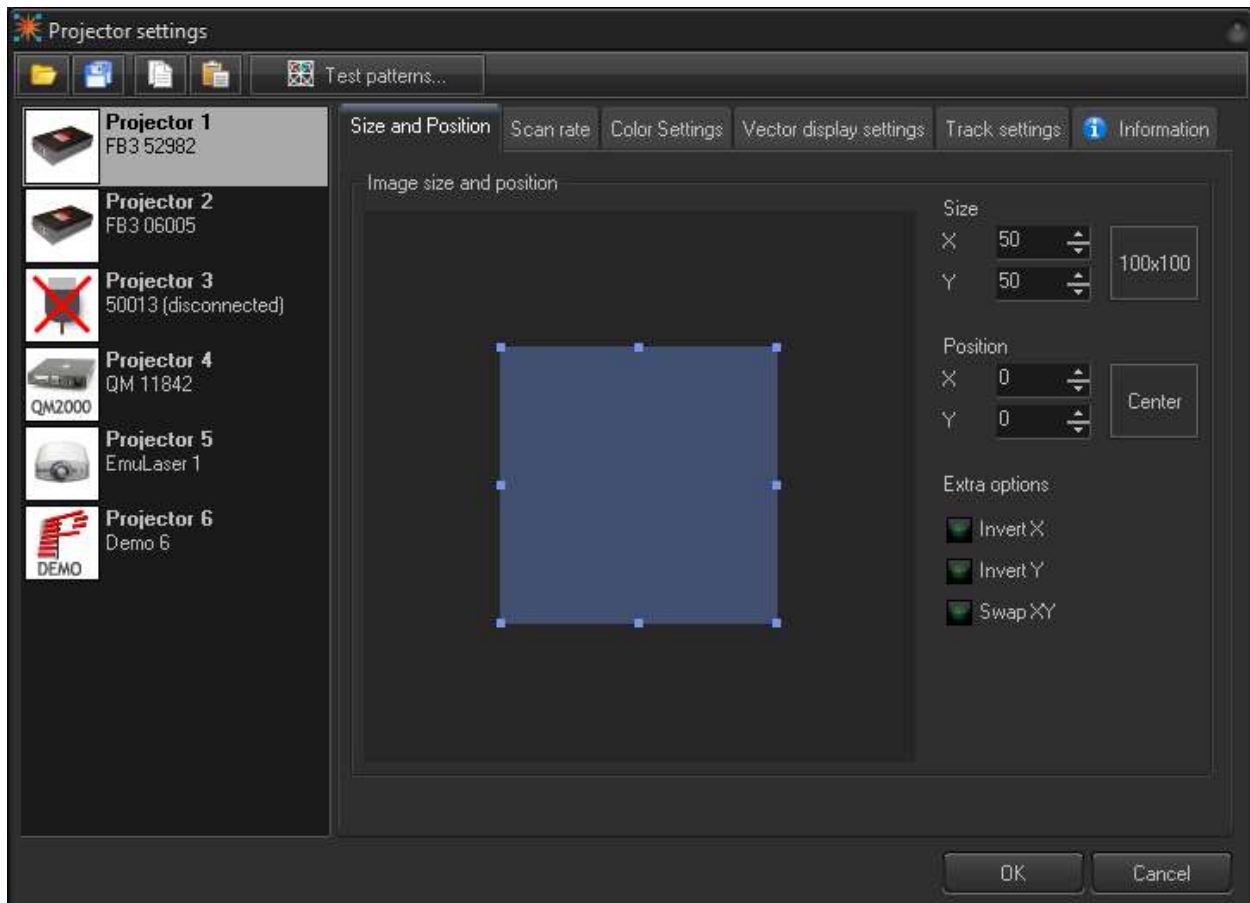 Projector settings
Test patterns...
Projector 1
FB3 52982
Projector 2
FB3 06005
Projector 3
50013 (disconnected)
Projector 4
QM 11842
QM2000
Projector 5
EmuLaser 1
Projector 6
Demo 6
DEMO
Size and Position
Scan rate
Color Settings
Vector display settings
Track settings
i Information
Image size and position
Size
X 50
Y 50
100x100
Position
X 0
Y 0
Center
Extra options
Invert X
Invert Y
Swap XY
OK
Cancel